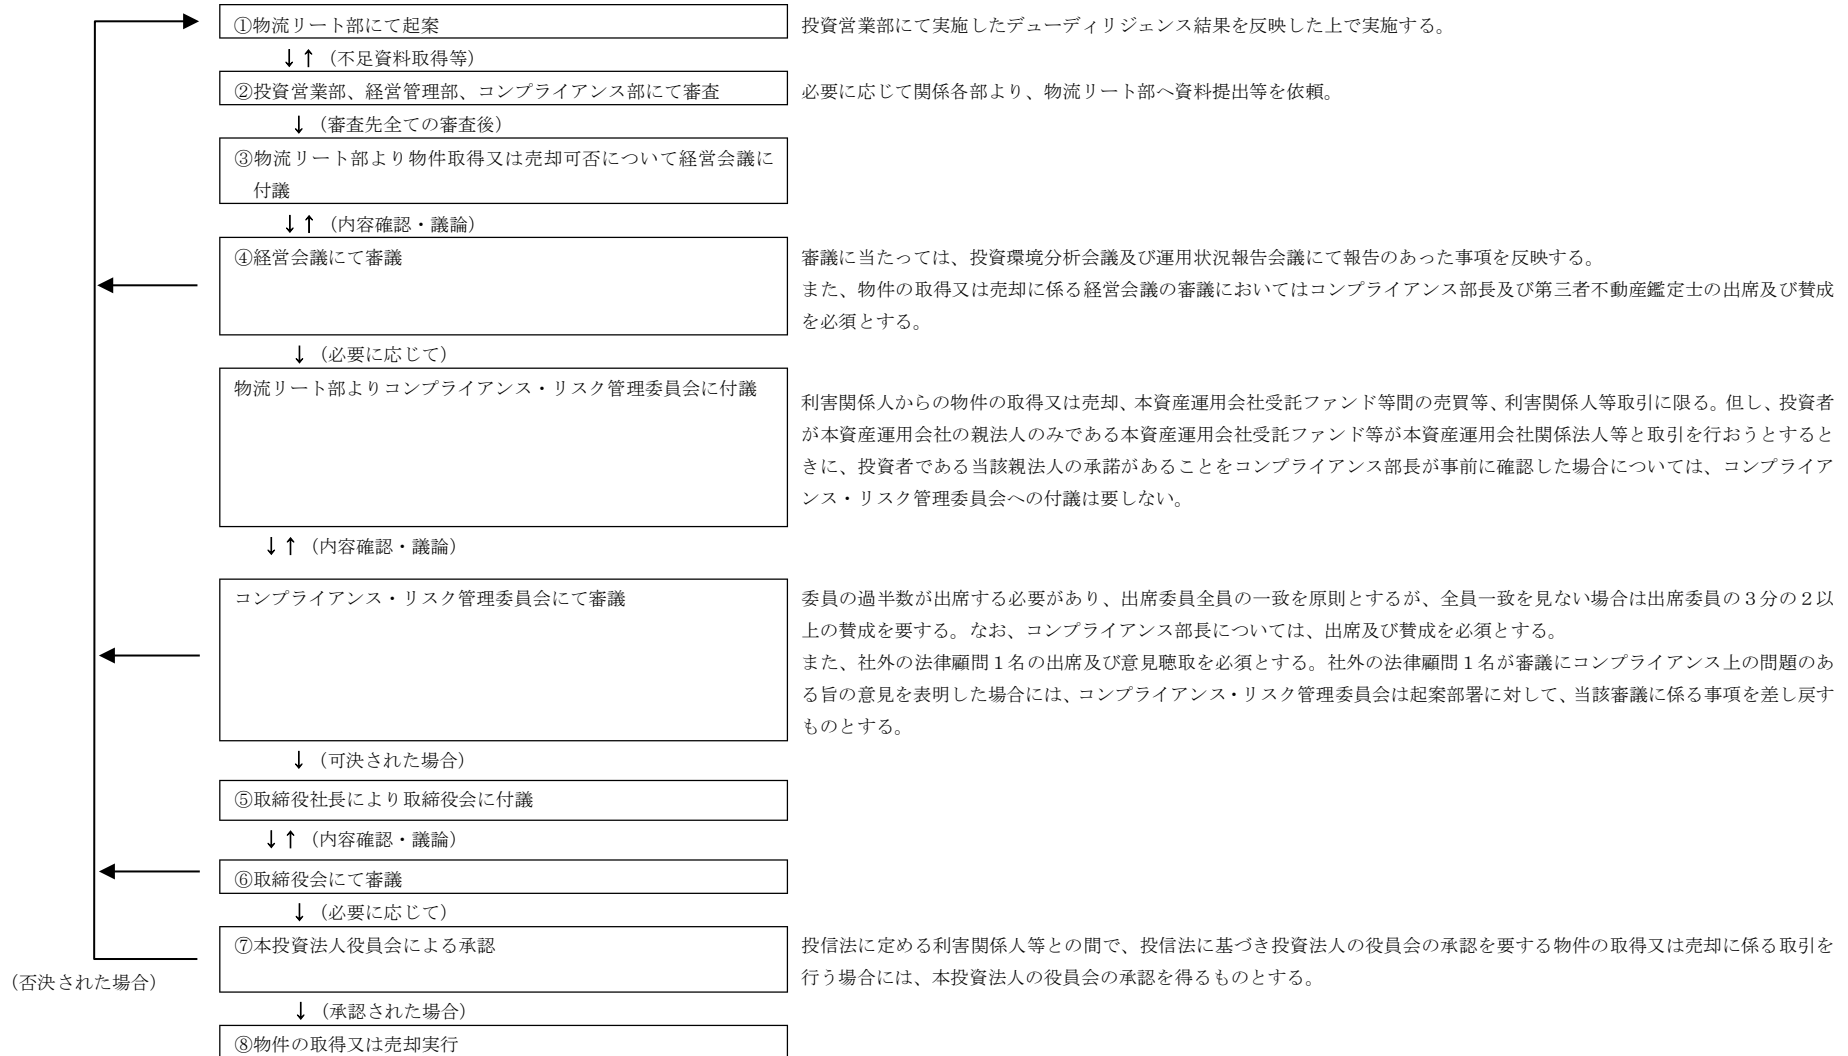 ①物流リート部にて起案
投資営業部にて実施したデューディリジェンス結果を反映した上で実施する。
↓↑（不足資料取得等）
②投資営業部、経営管理部、コンプライアンス部にて審査
必要に応じて関係各部より、物流リート部へ資料提出等を依頼。
↓（審査先全ての審査後）
③物流リート部より物件取得又は売却可否について経営会議に
付議
↓↑（内容確認・議論）
④経営会議にて審議
審議に当たっては、投資環境分析会議及び運用状況報告会議にて報告のあった事項を反映する。
また、物件の取得又は売却に係る経営会議の審議においてはコンプライアンス部長及び第三者不動産鑑定士の出席及び賛成
を必須とする。
↓（必要に応じて）
物流リート部よりコンプライアンス・リスク管理委員会に付議
利害関係人からの物件の取得又は売却、本資産運用会社受託ファンド等間の売買等、利害関係人等取引に限る。但し、投資者
が本資産運用会社の親法人のみである本資産運用会社受託ファンド等が本資産運用会社関係法人等と取引を行おうとすると
きに、投資者である当該親法人の承諾があることをコンプライアンス部長が事前に確認した場合については、コンプライア
ンス・リスク管理委員会への付議は要しない。
↓↑（内容確認・議論）
コンプライアンス・リスク管理委員会にて審議
委員の過半数が出席する必要があり、出席委員全員の一致を原則とするが、全員一致を見ない場合は出席委員の３分の２以
上の賛成を要する。なお、コンプライアンス部長については、出席及び賛成を必須とする。
また、社外の法律顧問１名の出席及び意見聴取を必須とする。社外の法律顧問１名が審議にコンプライアンス上の問題のあ
る旨の意見を表明した場合には、コンプライアンス・リスク管理委員会は起案部署に対して、当該審議に係る事項を差し戻す
ものとする。
↓（可決された場合）
⑤取締役社長により取締役会に付議
↓↑（内容確認・議論）
⑥取締役会にて審議
↓（必要に応じて）
⑦本投資法人役員会による承認
投信法に定める利害関係人等との間で、投信法に基づき投資法人の役員会の承認を要する物件の取得又は売却に係る取引を
行う場合には、本投資法人の役員会の承認を得るものとする。
（否決された場合）
↓（承認された場合）
⑧物件の取得又は売却実行